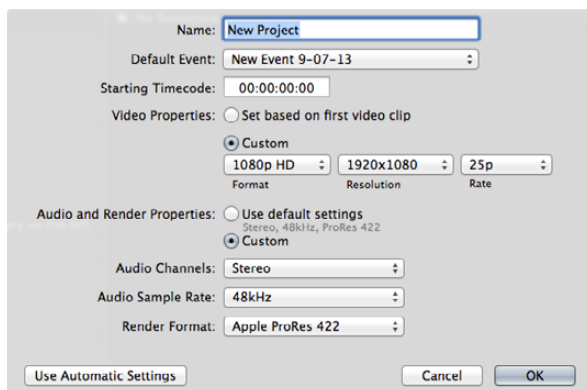 Name: New Project
Default Event: New Event 9-07-13
Starting Timecode: 00:00:00:00
Video Properties: Set based on first video clip
Custom
1080p HD 1920x1080 25p
Format Resolution Rate
Audio and Render Properties: Use default settings
Stereo, 48kHz, ProRes 422
Custom
Audio Channels: Stereo
Audio Sample Rate: 48kHz
Render Format: Apple ProRes 422
Use Automatic Settings Cancel OK